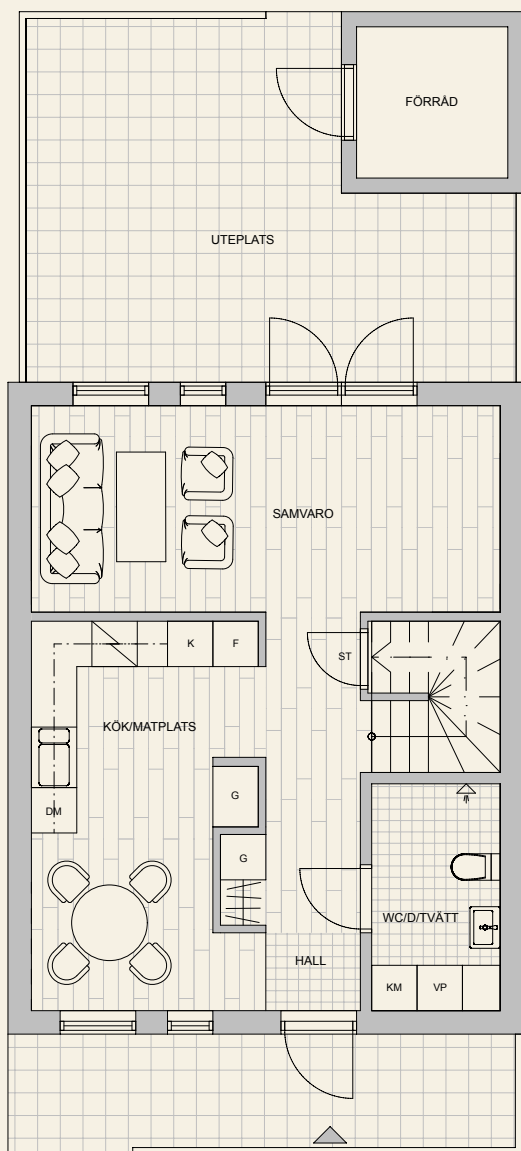 FÖRRÅD
UTEPLATS
SAMVARO
K
F
ST
KÖK/MATPLATS
G
DM
G
WC/D/TVÄTT
HALL
KM
VP